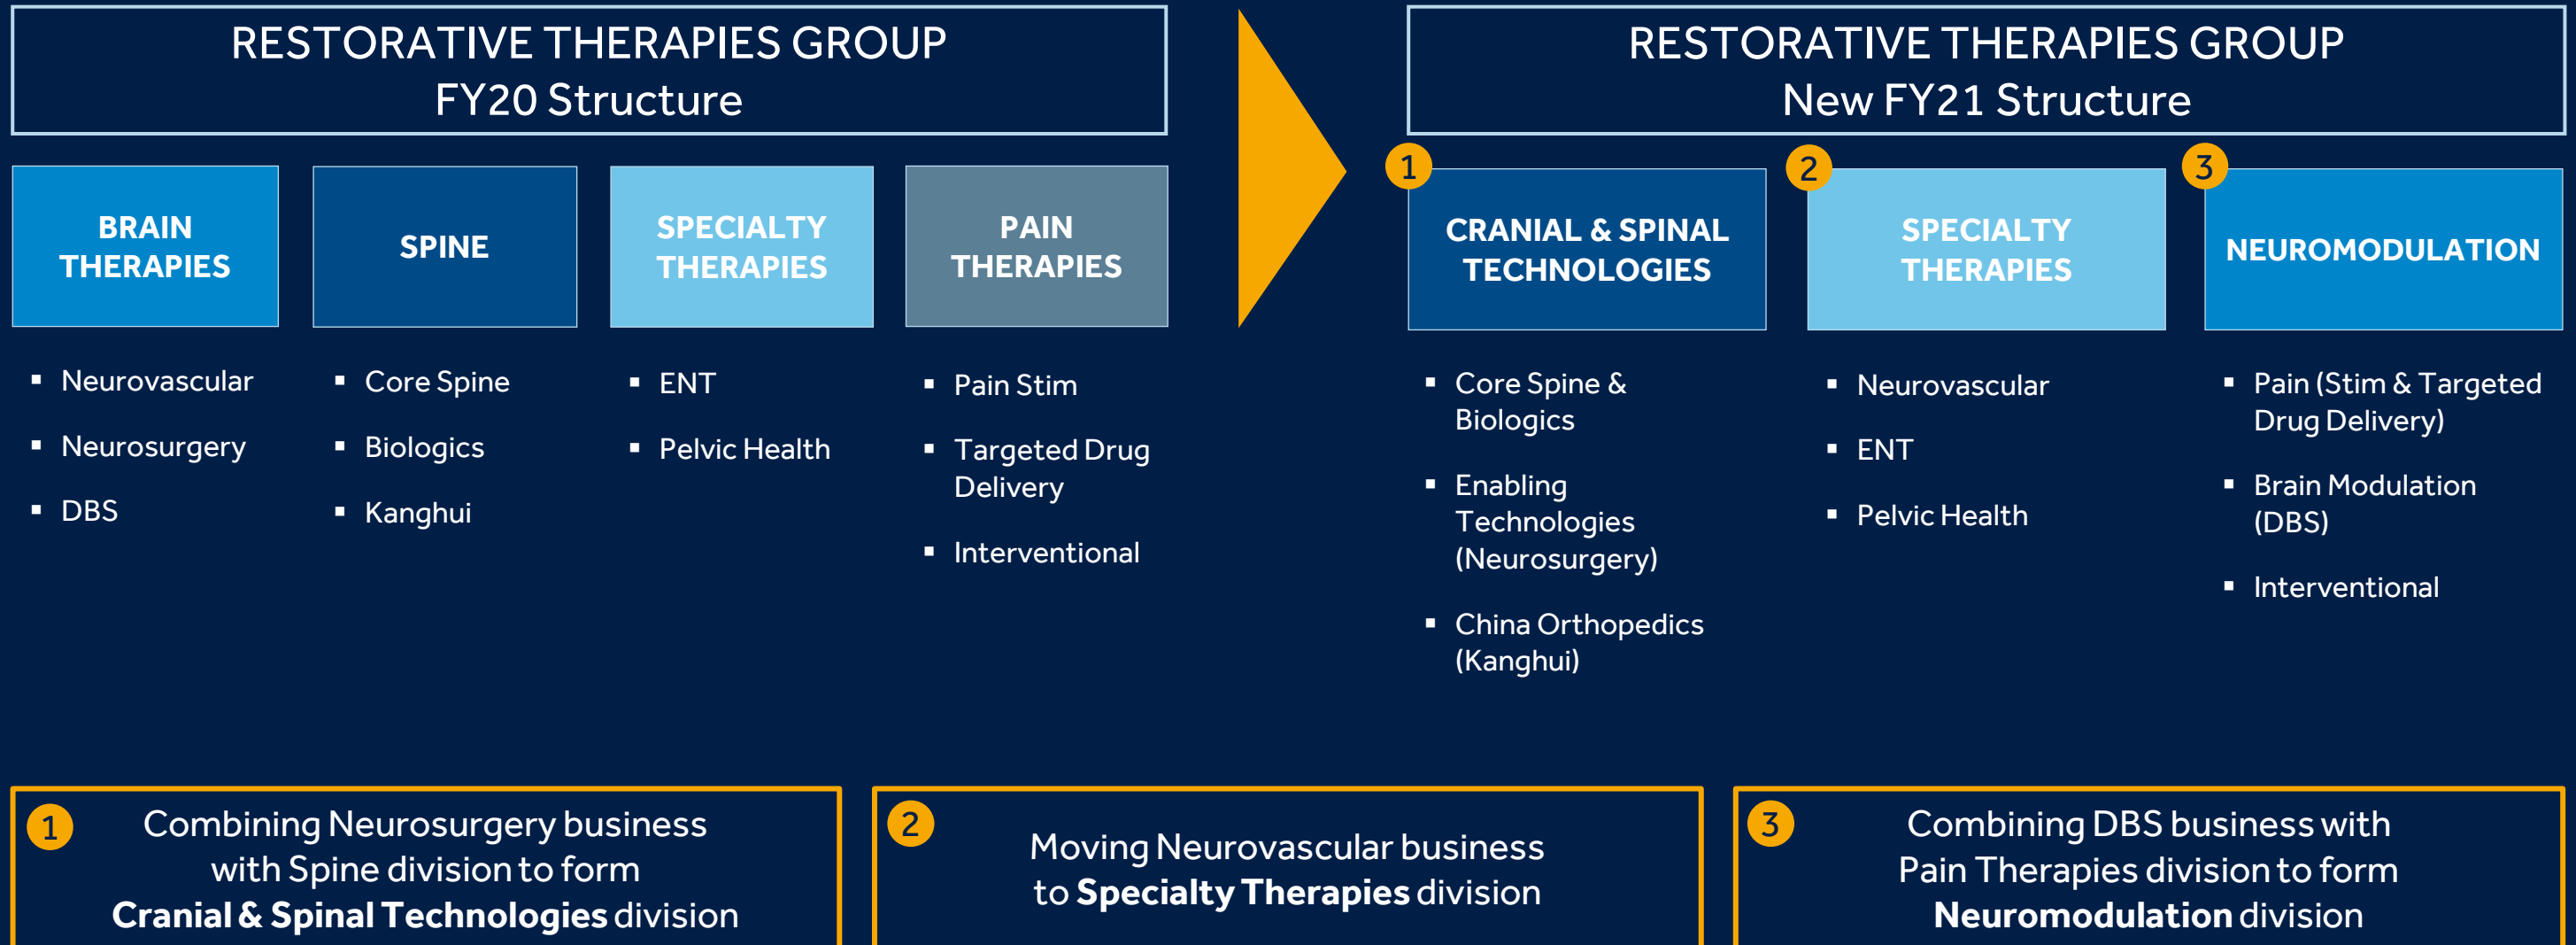 RESTORATIVE THERAPIES GROUP
FY20 Structure
BRAIN
THERAPIES
SPINE
SPECIALTY
THERAPIES
PAIN
THERAPIES
▪ Neurovascular
▪ Neurosurgery
▪ DBS
▪ Core Spine
▪ Biologics
▪ Kanghui
▪ ENT
▪ Pelvic Health
▪ Pain Stim
▪ Targeted Drug
Delivery
▪ Interventional
RESTORATIVE THERAPIES GROUP
New FY21 Structure
1
CRANIAL & SPINAL
TECHNOLOGIES
2
SPECIALTY
THERAPIES
3
NEUROMODULATION
▪ Core Spine &
Biologics
▪ Enabling
Technologies
(Neurosurgery)
▪ China Orthopedics
(Kanghui)
▪ Neurovascular
▪ ENT
▪ Pelvic Health
▪ Pain (Stim & Targeted
Drug Delivery)
▪ Brain Modulation
(DBS)
▪ Interventional
1
Combining Neurosurgery business
with Spine division to form
Cranial & Spinal Technologies division
2
Moving Neurovascular business
to Specialty Therapies division
3
Combining DBS business with
Pain Therapies division to form
Neuromodulation division